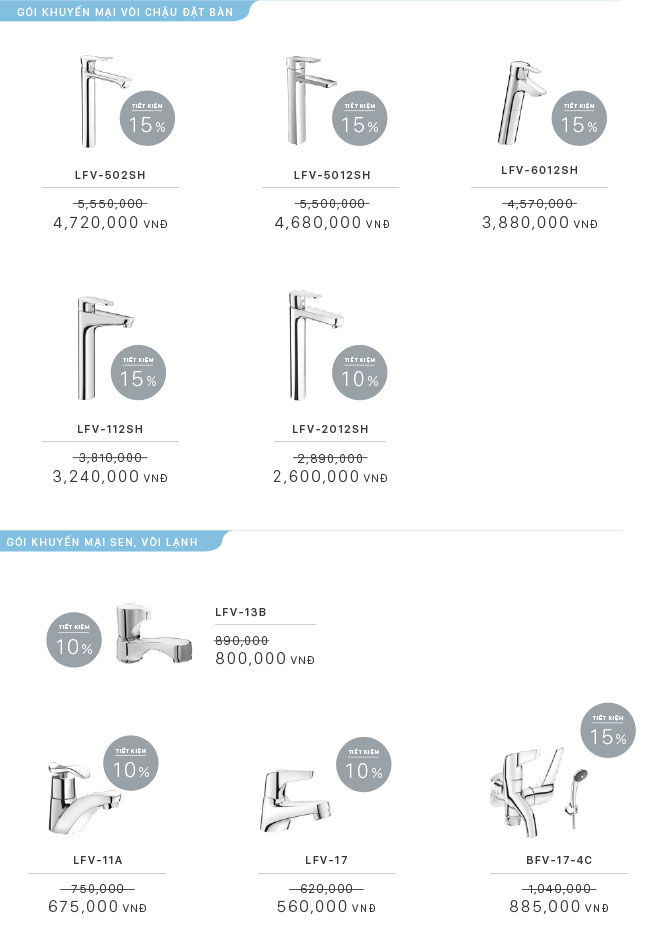 GÓI KHUYẾN MẠI VÒI CHẬU ĐẶT BÀN
TIẾT KIỆM
15%
LFV-502SH
5,550,000
4,720,000 VNĐ
TIẾT KIỆM
15%
LFV-5012SH
5,500,000
4,680,000 VNĐ
TIẾT KIỆM
15%
LFV-6012SH
4,570,000
3,880,000 VNĐ
TIẾT KIỆM
15%
LFV-112SH
3,810,000
3,240,000 VNĐ
TIẾT KIỆM
10%
LFV-2012SH
2,890,000
2,600,000 VNĐ
GÓI KHUYẾN MẠI SEN, VÒI LẠNH
TIẾT KIỆM
10%
LFV-13B
890,000
800,000 VNĐ
TIẾT KIỆM
10%
LFV-11A
750,000
675,000 VNĐ
TIẾT KIỆM
10%
LFV-17
620,000
560,000 VNĐ
TIẾT KIỆM
15%
BFV-17-4C
1,040,000
885,000 VNĐ